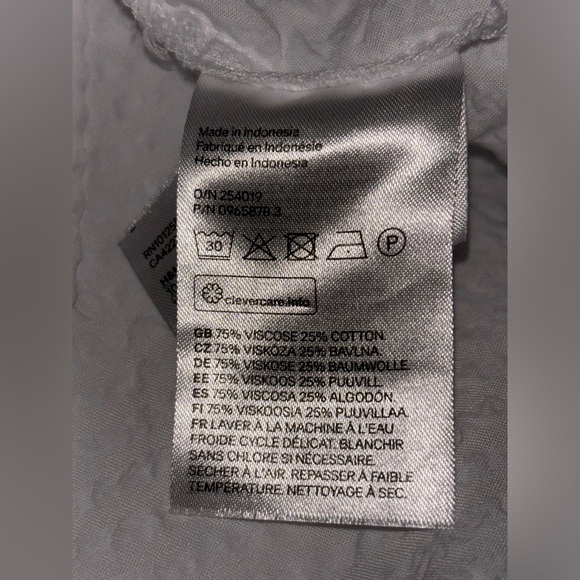 Made in Indonesia
Fabriqué en Indonésie
Hecho en Indonesia
O/N 254019
P/N 0965878 3
30
P
clevercare.info
GB 75% VISCOSE 25% COTTON.
CZ 75% VISKÓZA 25% BAVLNA.
DE 75% VISKOSE 25% BAUMWOLLE.
EE 75% VISKOOS 25% PUUVILL.
ES 75% VISCOSA 25% ALGODÓN.
FI 75% VISKOOSIA 25% PUUVILLAA.
FR LAVER À LA MACHINE À L'EAU
FROIDE CYCLE DÉLICAT. BLANCHIR
SANS CHLORE SI NÉCESSAIRE.
SÉCHER À L'AIR. REPASSER À FAIBLE
TEMPÉRATURE. NETTOYAGE À SEC.